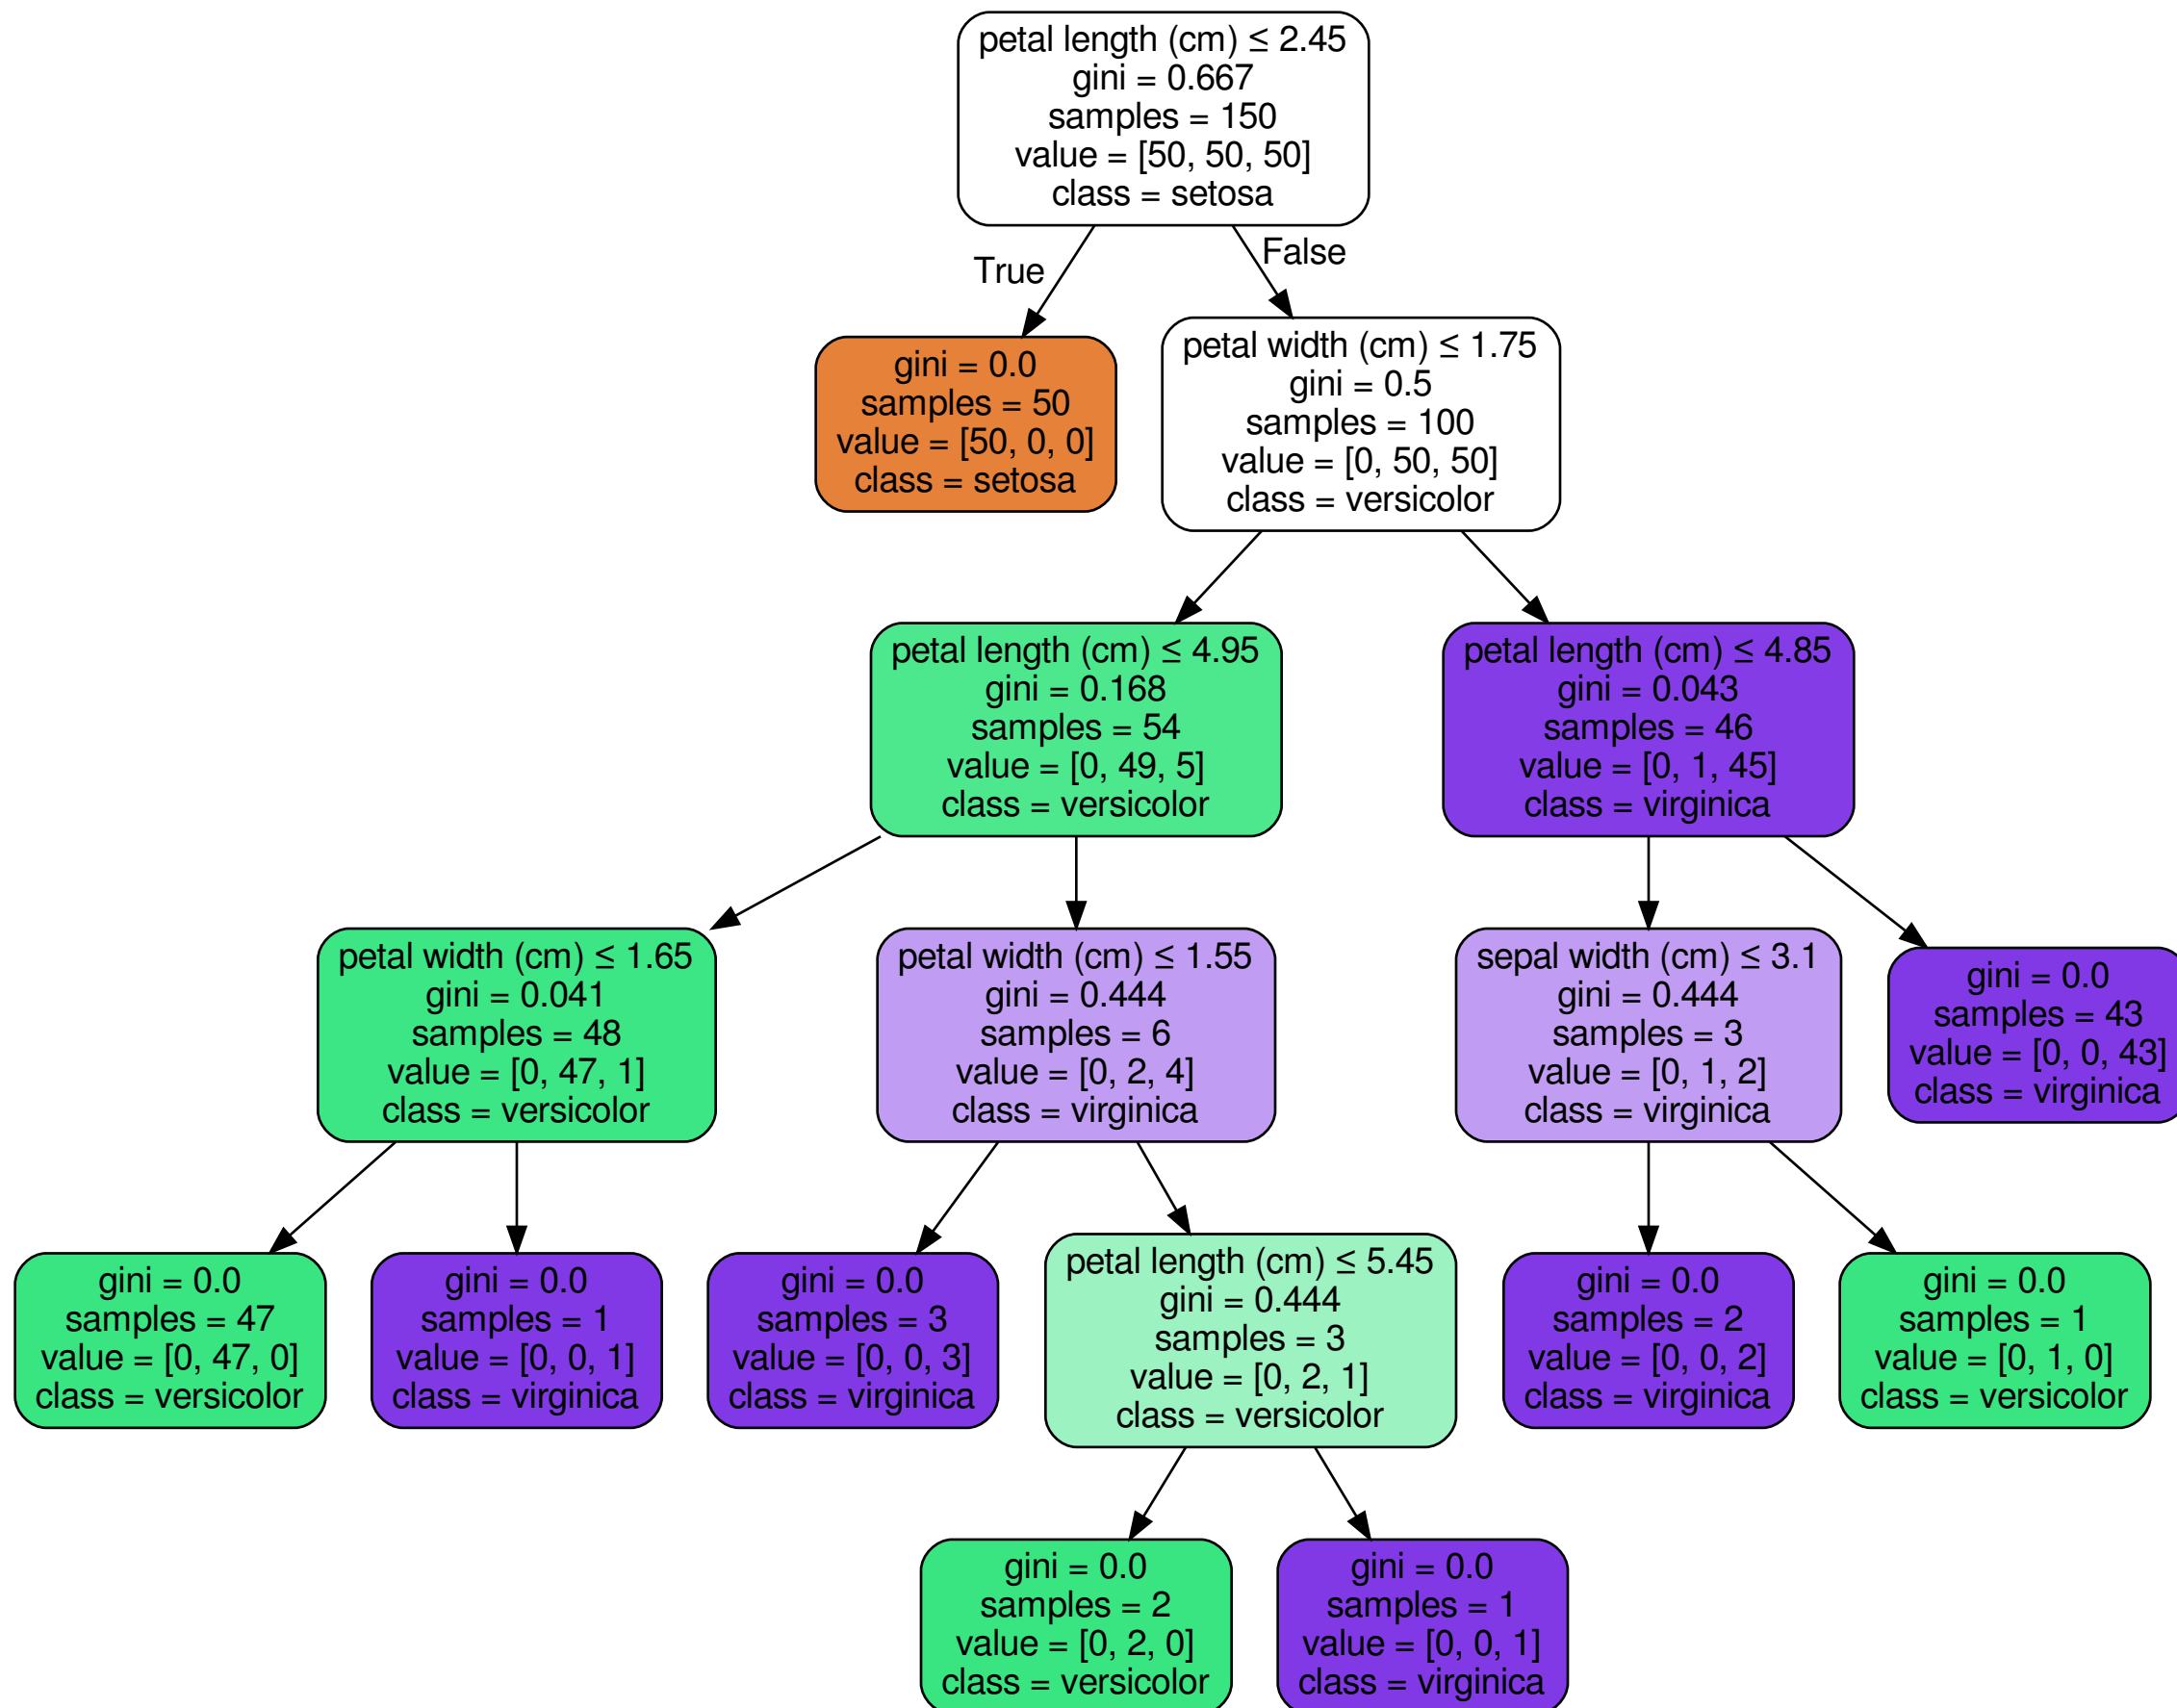 petal length (cm) ≤ 2.45
gini = 0.667
samples = 150
value = [50, 50, 50]
class = setosa
True
False
gini = 0.0
samples = 50
value = [50, 0, 0]
class = setosa
petal width (cm) ≤ 1.75
gini = 0.5
samples = 100
value = [0, 50, 50]
class = versicolor
petal length (cm) ≤ 4.95
gini = 0.168
samples = 54
value = [0, 49, 5]
class = versicolor
petal length (cm) ≤ 4.85
gini = 0.043
samples = 46
value = [0, 1, 45]
class = virginica
petal width (cm) ≤ 1.65
gini = 0.041
samples = 48
value = [0, 47, 1]
class = versicolor
petal width (cm) ≤ 1.55
gini = 0.444
samples = 6
value = [0, 2, 4]
class = virginica
sepal width (cm) ≤ 3.1
gini = 0.444
samples = 3
value = [0, 1, 2]
class = virginica
gini = 0.0
samples = 43
value = [0, 0, 43]
class = virginica
gini = 0.0
samples = 47
value = [0, 47, 0]
class = versicolor
gini = 0.0
samples = 1
value = [0, 0, 1]
class = virginica
gini = 0.0
samples = 3
value = [0, 0, 3]
class = virginica
petal length (cm) ≤ 5.45
gini = 0.444
samples = 3
value = [0, 2, 1]
class = versicolor
gini = 0.0
samples = 2
value = [0, 0, 2]
class = virginica
gini = 0.0
samples = 1
value = [0, 1, 0]
class = versicolor
gini = 0.0
samples = 2
value = [0, 2, 0]
class = versicolor
gini = 0.0
samples = 1
value = [0, 0, 1]
class = virginica